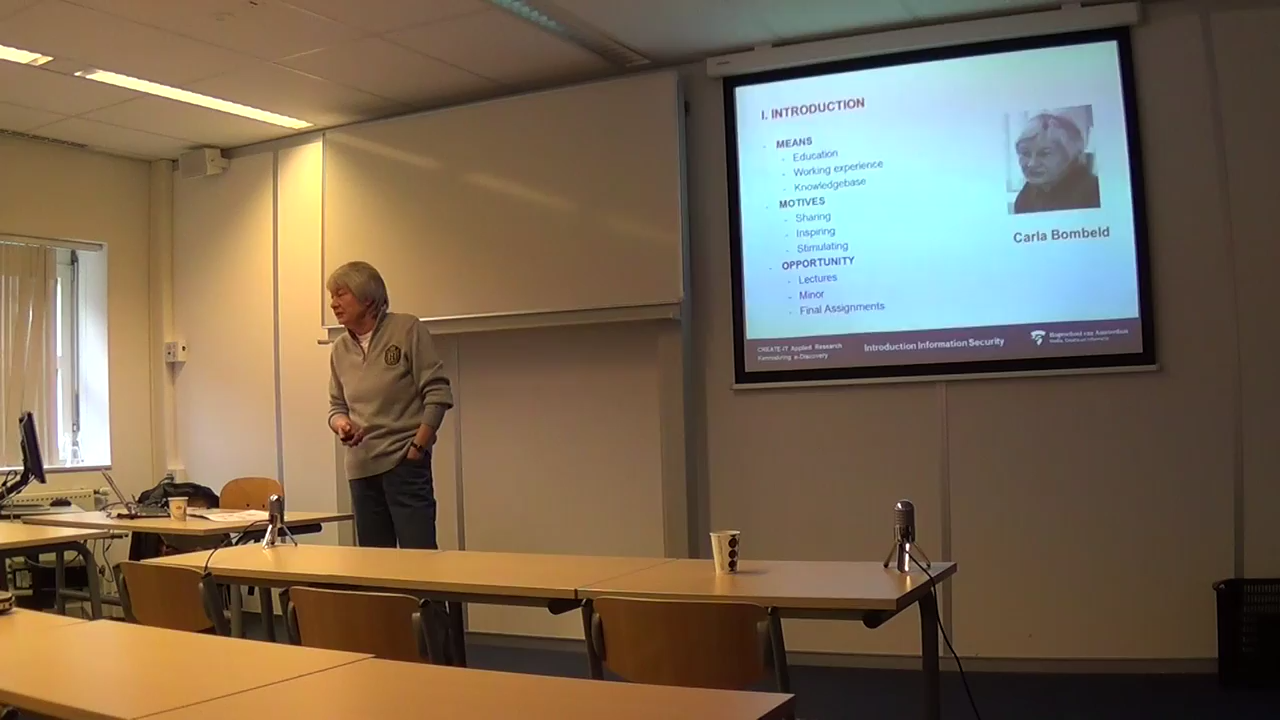 I. INTRODUCTION
MEANS
- Education
- Working experience
- Knowledgebase
MOTIVES
- Sharing
- Inspiring
- Stimulating
OPPORTUNITY
- Lectures
- Minor
- Final Assignments
Carla Bombeld
CREATE-IT Applied Research
Kenniskring e-Discovery
Introduction Information Security
Hogeschool van Amsterdam